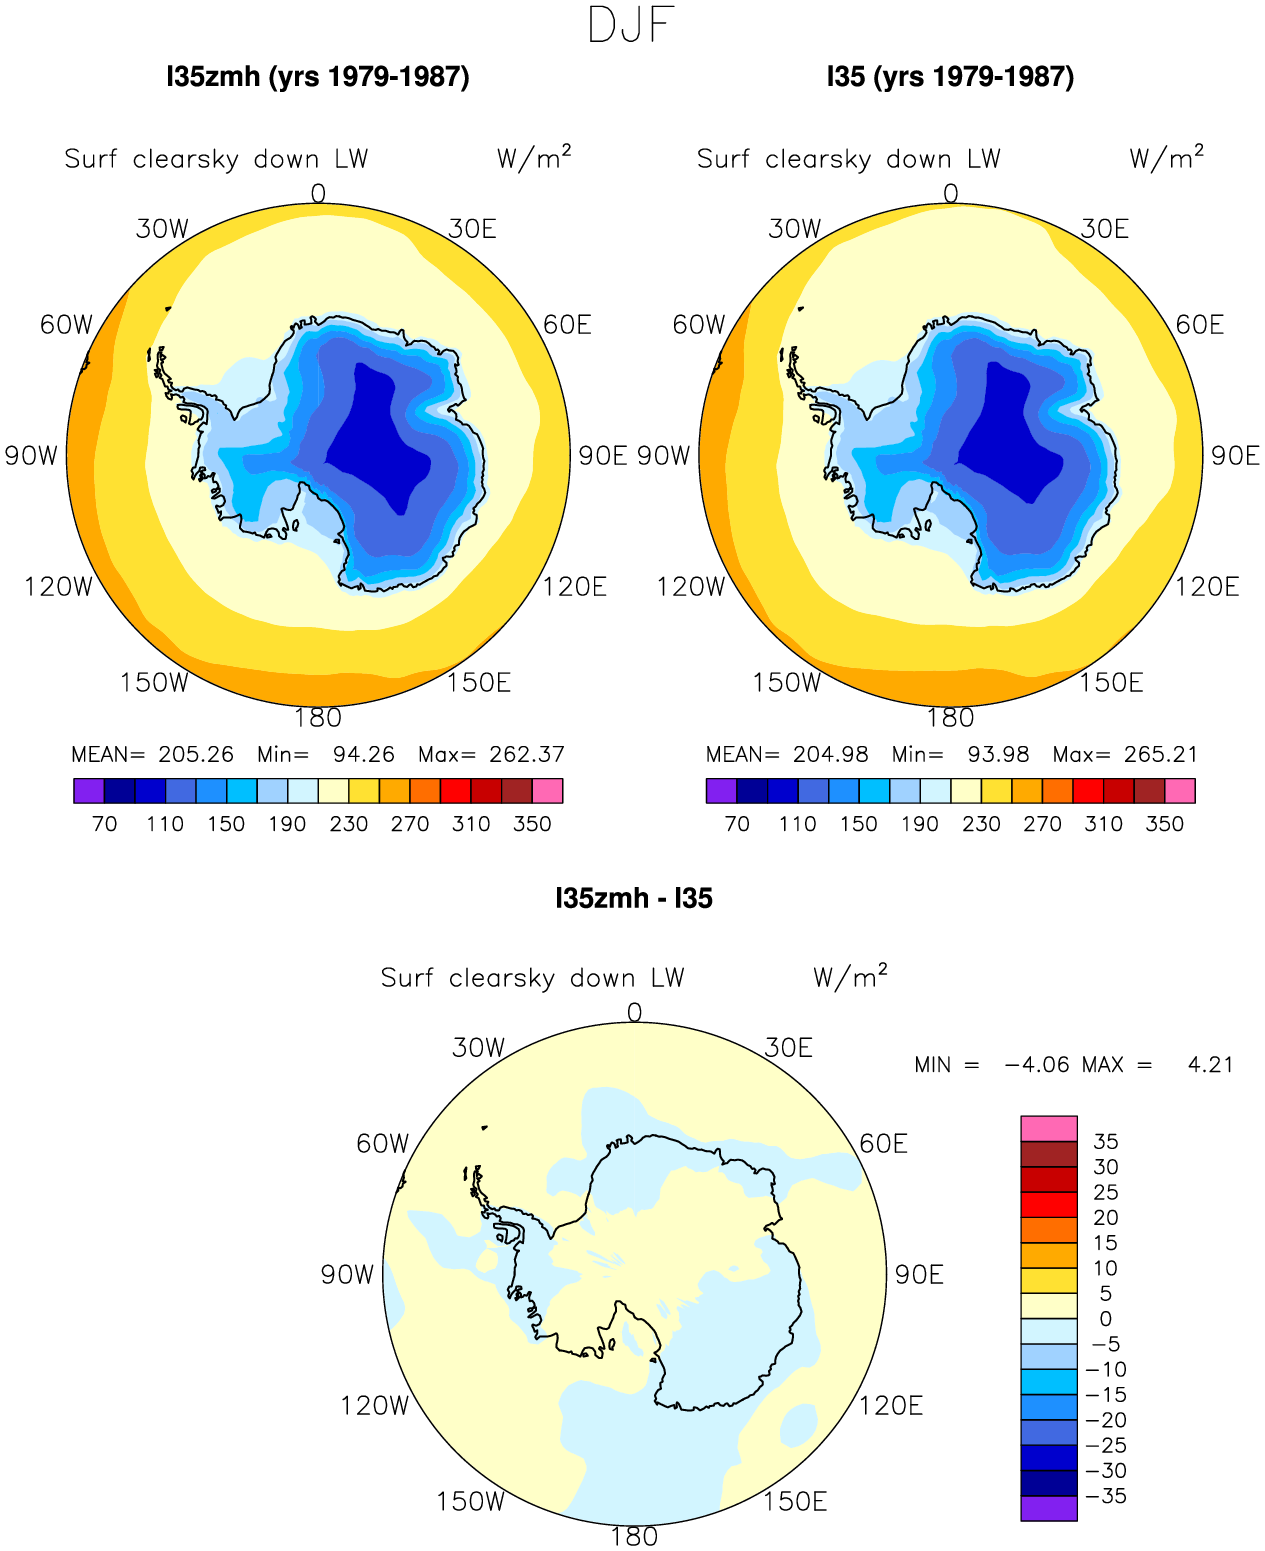 DJF
I35zmh (yrs 1979-1987)
I35 (yrs 1979-1987)
Surf clearsky down LW W/m²
Surf clearsky down LW W/m²
0
30W 30E
60W 60E
90W 90E
120W 120E
150W 150E
180
0
30W 30E
60W 60E
90W 90E
120W 120E
150W 150E
180
MEAN= 205.26 Min= 94.26 Max= 262.37
70 110 150 190 230 270 310 350
MEAN= 204.98 Min= 93.98 Max= 265.21
70 110 150 190 230 270 310 350
I35zmh - I35
Surf clearsky down LW W/m²
0
30W 30E
60W 60E
90W 90E
120W 120E
150W 150E
180
MIN = −4.06 MAX = 4.21
35
30
25
20
15
10
5
0
−5
−10
−15
−20
−25
−30
−35